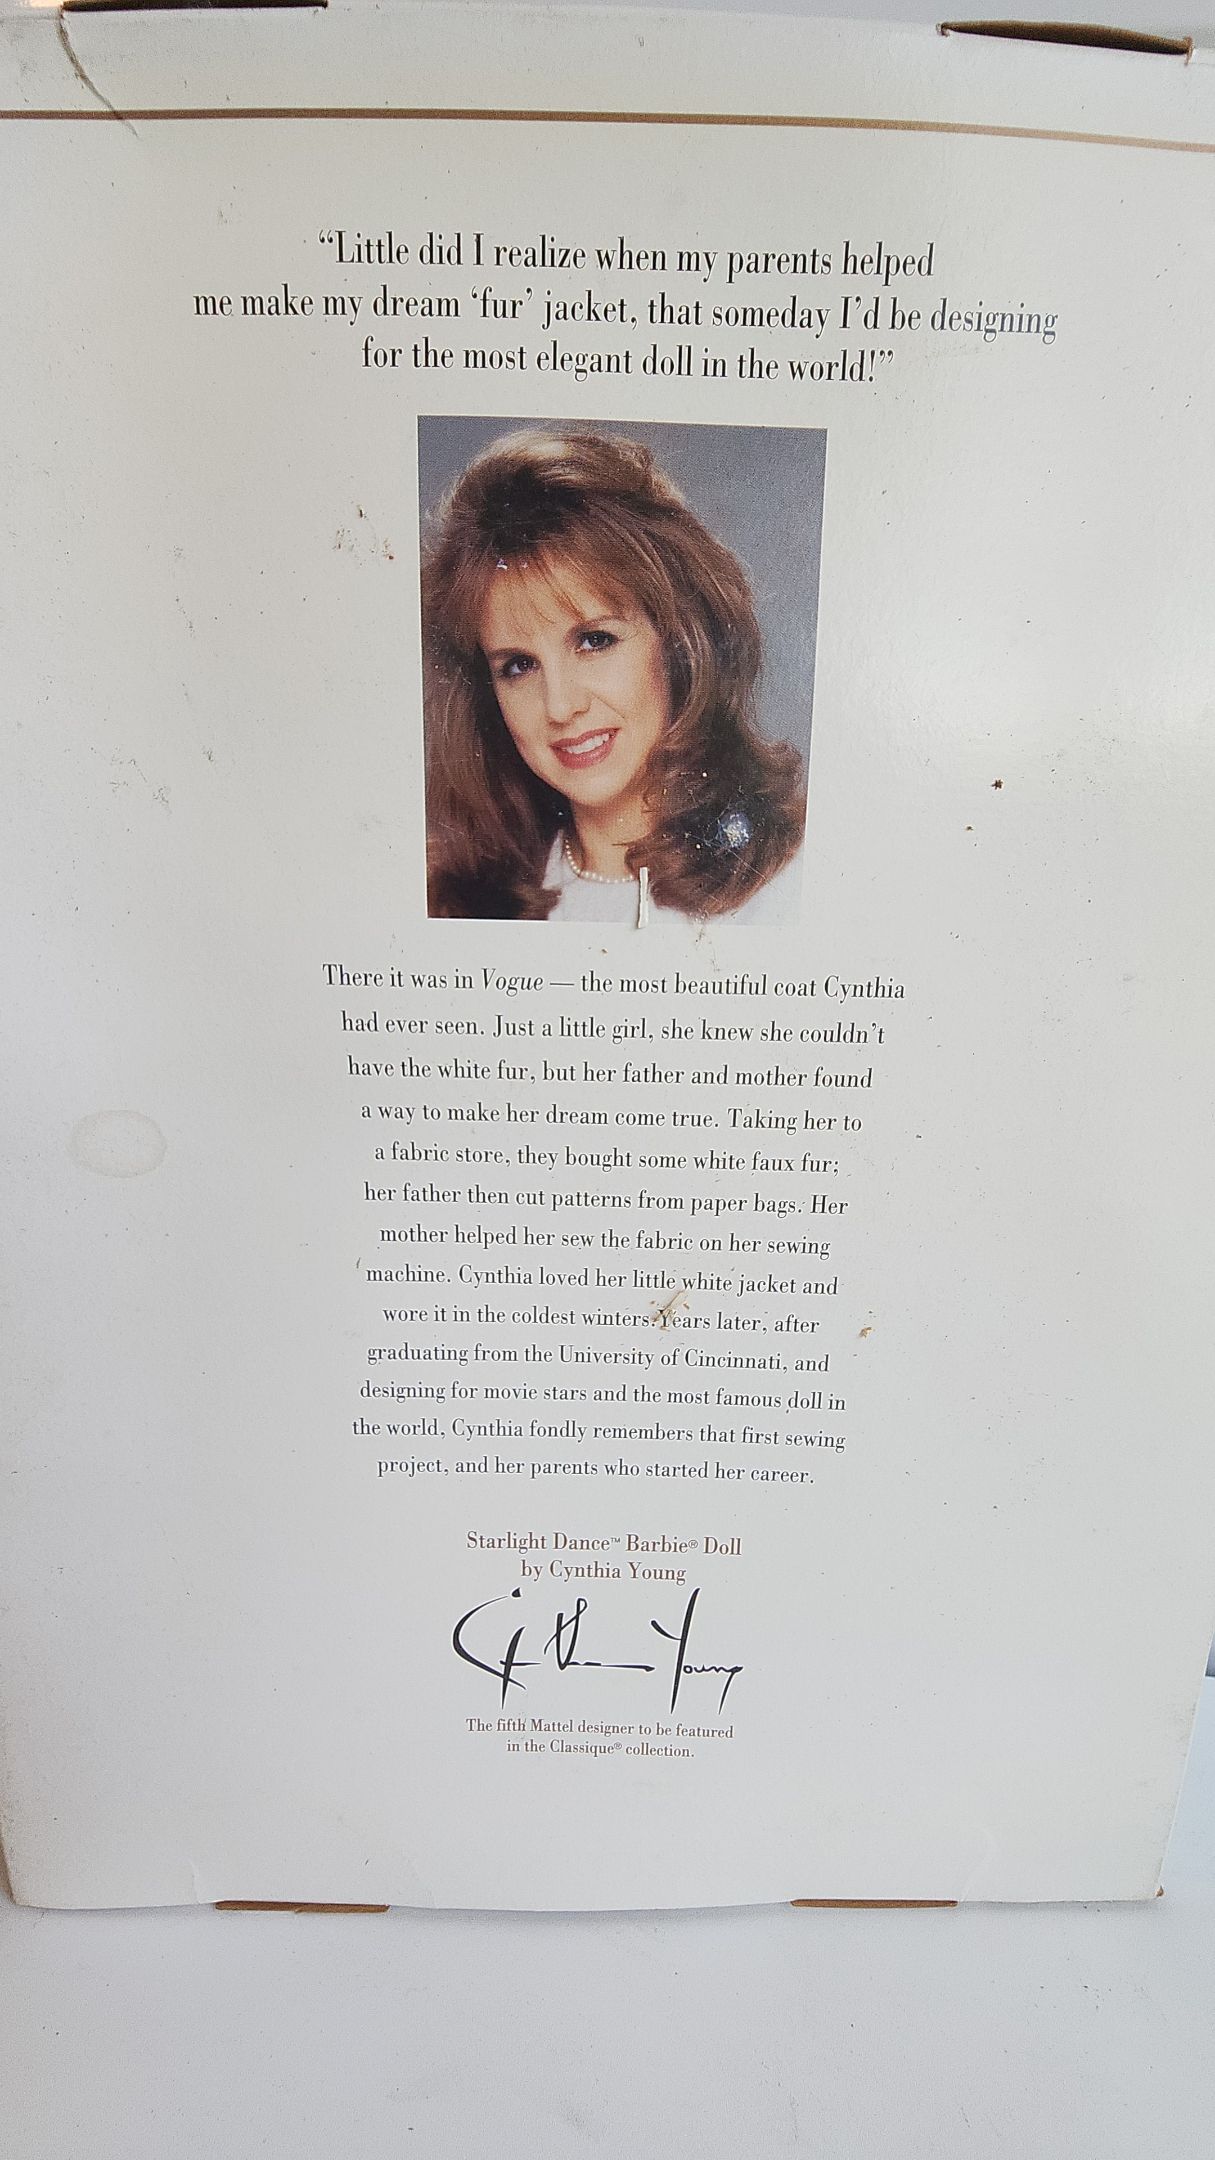 “Little did I realize when my parents helped
me make my dream ‘fur’ jacket, that someday I’d be designing
for the most elegant doll in the world!”
There it was in Vogue — the most beautiful coat Cynthia
had ever seen. Just a little girl, she knew she couldn’t
have the white fur, but her father and mother found
a way to make her dream come true. Taking her to
a fabric store, they bought some white faux fur;
her father then cut patterns from paper bags. Her
mother helped her sew the fabric on her sewing
machine. Cynthia loved her little white jacket and
wore it in the coldest winters. Years later, after
graduating from the University of Cincinnati, and
designing for movie stars and the most famous doll in
the world, Cynthia fondly remembers that first sewing
project, and her parents who started her career.
Starlight Dance™ Barbie® Doll
by Cynthia Young
Cynthia Young
The fifth Mattel designer to be featured
in the Classique® collection.